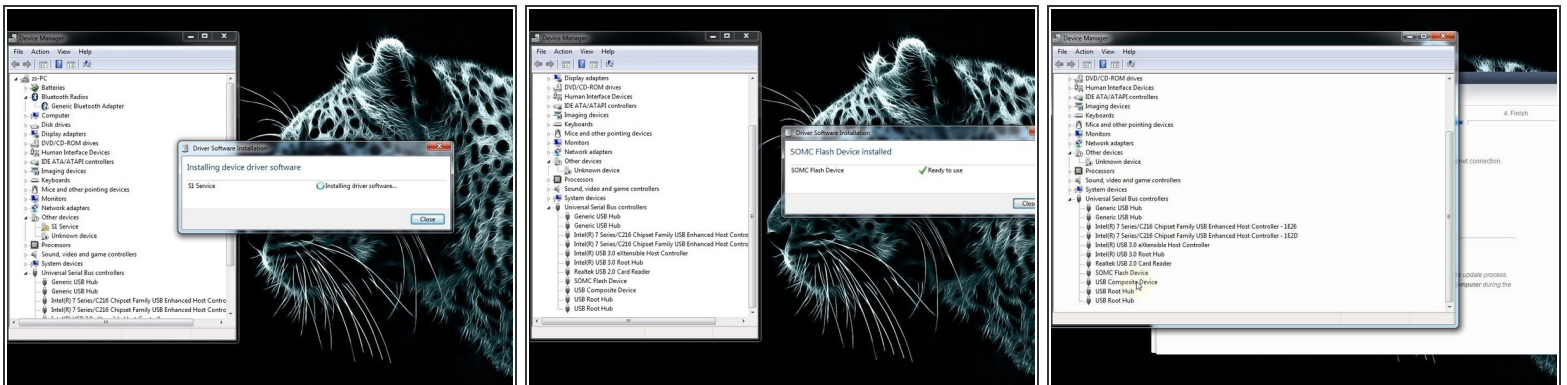 Device Manager
File Action View Help
zs-PC
Batteries
Bluetooth Radios
Generic Bluetooth Adapter
Computer
Disk drives
Display adapters
DVD/CD-ROM drives
Human Interface Devices
IDE ATA/ATAPI controllers
Imaging devices
Keyboards
Mice and other pointing devices
Monitors
Network adapters
Other devices
S1 Service
Unknown device
Processors
Sound, video and game controllers
System devices
Universal Serial Bus controllers
Generic USB Hub
Generic USB Hub
Intel(R) 7 Series/C216 Chipset Family USB Enhanced Host Contro
Driver Software Installation
Installing device driver software
S1 Service Installing driver software...
Close
Device Manager
File Action View Help
Display adapters
DVD/CD-ROM drives
Human Interface Devices
IDE ATA/ATAPI controllers
Imaging devices
Keyboards
Mice and other pointing devices
Monitors
Network adapters
Other devices
Unknown device
Processors
Sound, video and game controllers
System devices
Universal Serial Bus controllers
Generic USB Hub
Generic USB Hub
Intel(R) 7 Series/C216 Chipset Family USB Enhanced Host Contro
Intel(R) 7 Series/C216 Chipset Family USB Enhanced Host Contro
Intel(R) USB 3.0 eXtensible Host Controller
Intel(R) USB 3.0 Root Hub
Realtek USB 2.0 Card Reader
SOMC Flash Device
USB Composite Device
USB Root Hub
USB Root Hub
Driver Software Installation
SOMC Flash Device installed
SOMC Flash Device Ready to use
Close
Device Manager
File Action View Help
DVD/CD-ROM drives
Human Interface Devices
IDE ATA/ATAPI controllers
Imaging devices
Keyboards
Mice and other pointing devices
Monitors
Network adapters
Other devices
Unknown device
Processors
Sound, video and game controllers
System devices
Universal Serial Bus controllers
Generic USB Hub
Generic USB Hub
Intel(R) 7 Series/C216 Chipset Family USB Enhanced Host Controller - 1E26
Intel(R) 7 Series/C216 Chipset Family USB Enhanced Host Controller - 1E2D
Intel(R) USB 3.0 eXtensible Host Controller
Intel(R) USB 3.0 Root Hub
Realtek USB 2.0 Card Reader
SOMC Flash Device
USB Composite Device
USB Root Hub
USB Root Hub
4. Finish
connection.
update process
during the